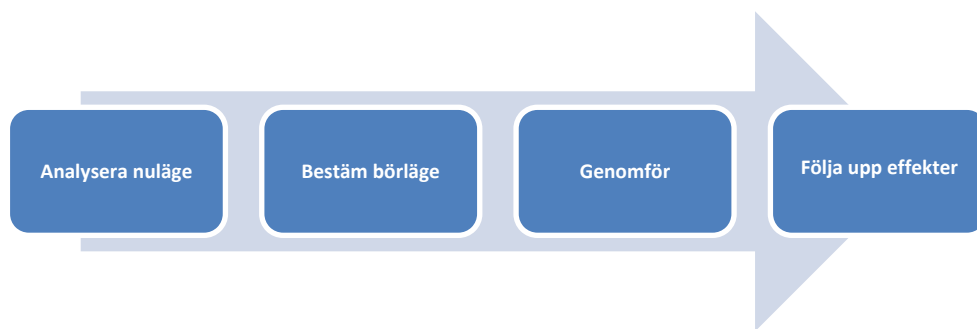 Analysera nuläge
Bestäm börläge
Genomför
Följa upp effekter